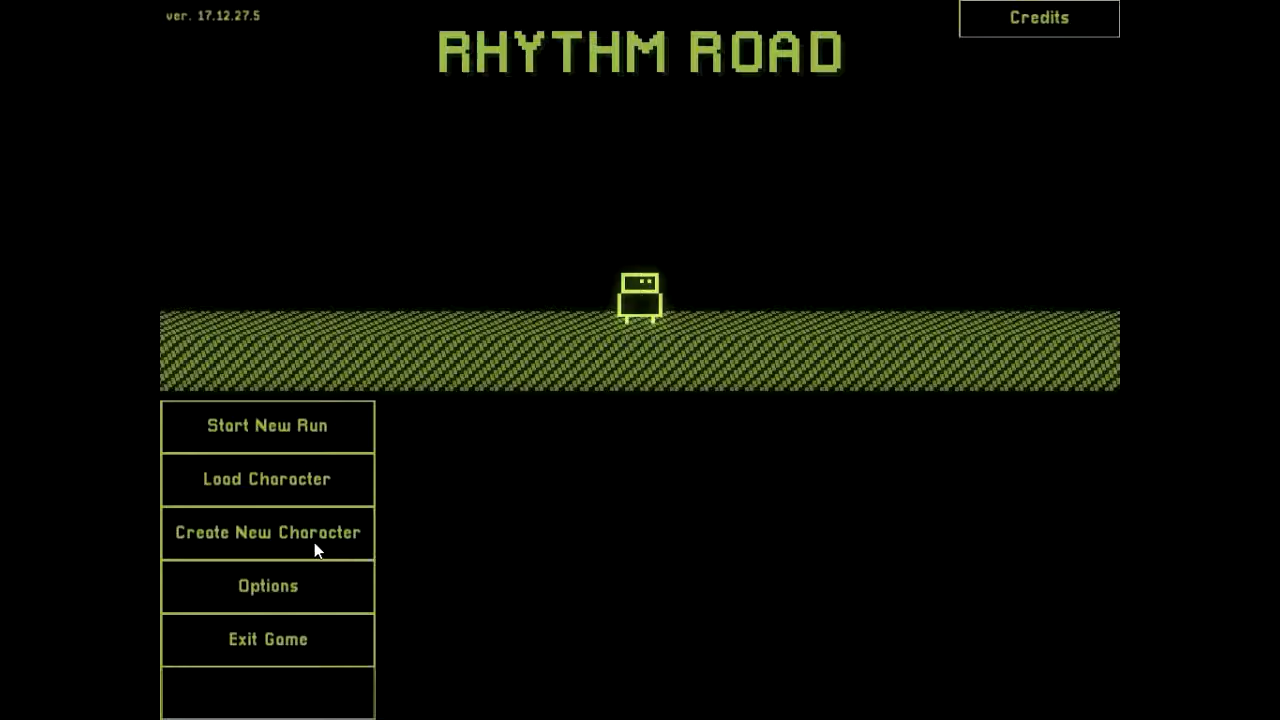 ver. 17.12.27.5
Credits
RHYTHM ROAD
Start New Run
Load Character
Create New Character
Options
Exit Game